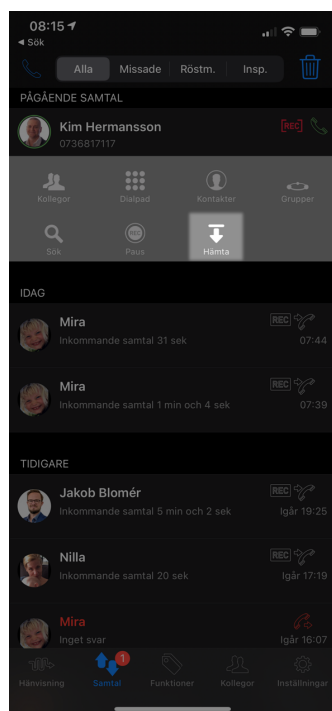 08:15
◀ Sök
Alla Missade Röstm. Insp.
PÅGÅENDE SAMTAL
Kim Hermansson [REC]
0736817117
Kollegor Dialpad Kontakter Grupper
REC
Sök Paus Hämta
IDAG
Mira REC
Inkommande samtal 31 sek 07:44
Mira REC
Inkommande samtal 1 min och 4 sek 07:39
TIDIGARE
Jakob Blomér REC
Inkommande samtal 5 min och 2 sek Igår 19:25
Nilla REC
Inkommande samtal 20 sek Igår 17:19
Mira
Inget svar Igår 16:07
1
Hänvisning Samtal Funktioner Kollegor Inställningar